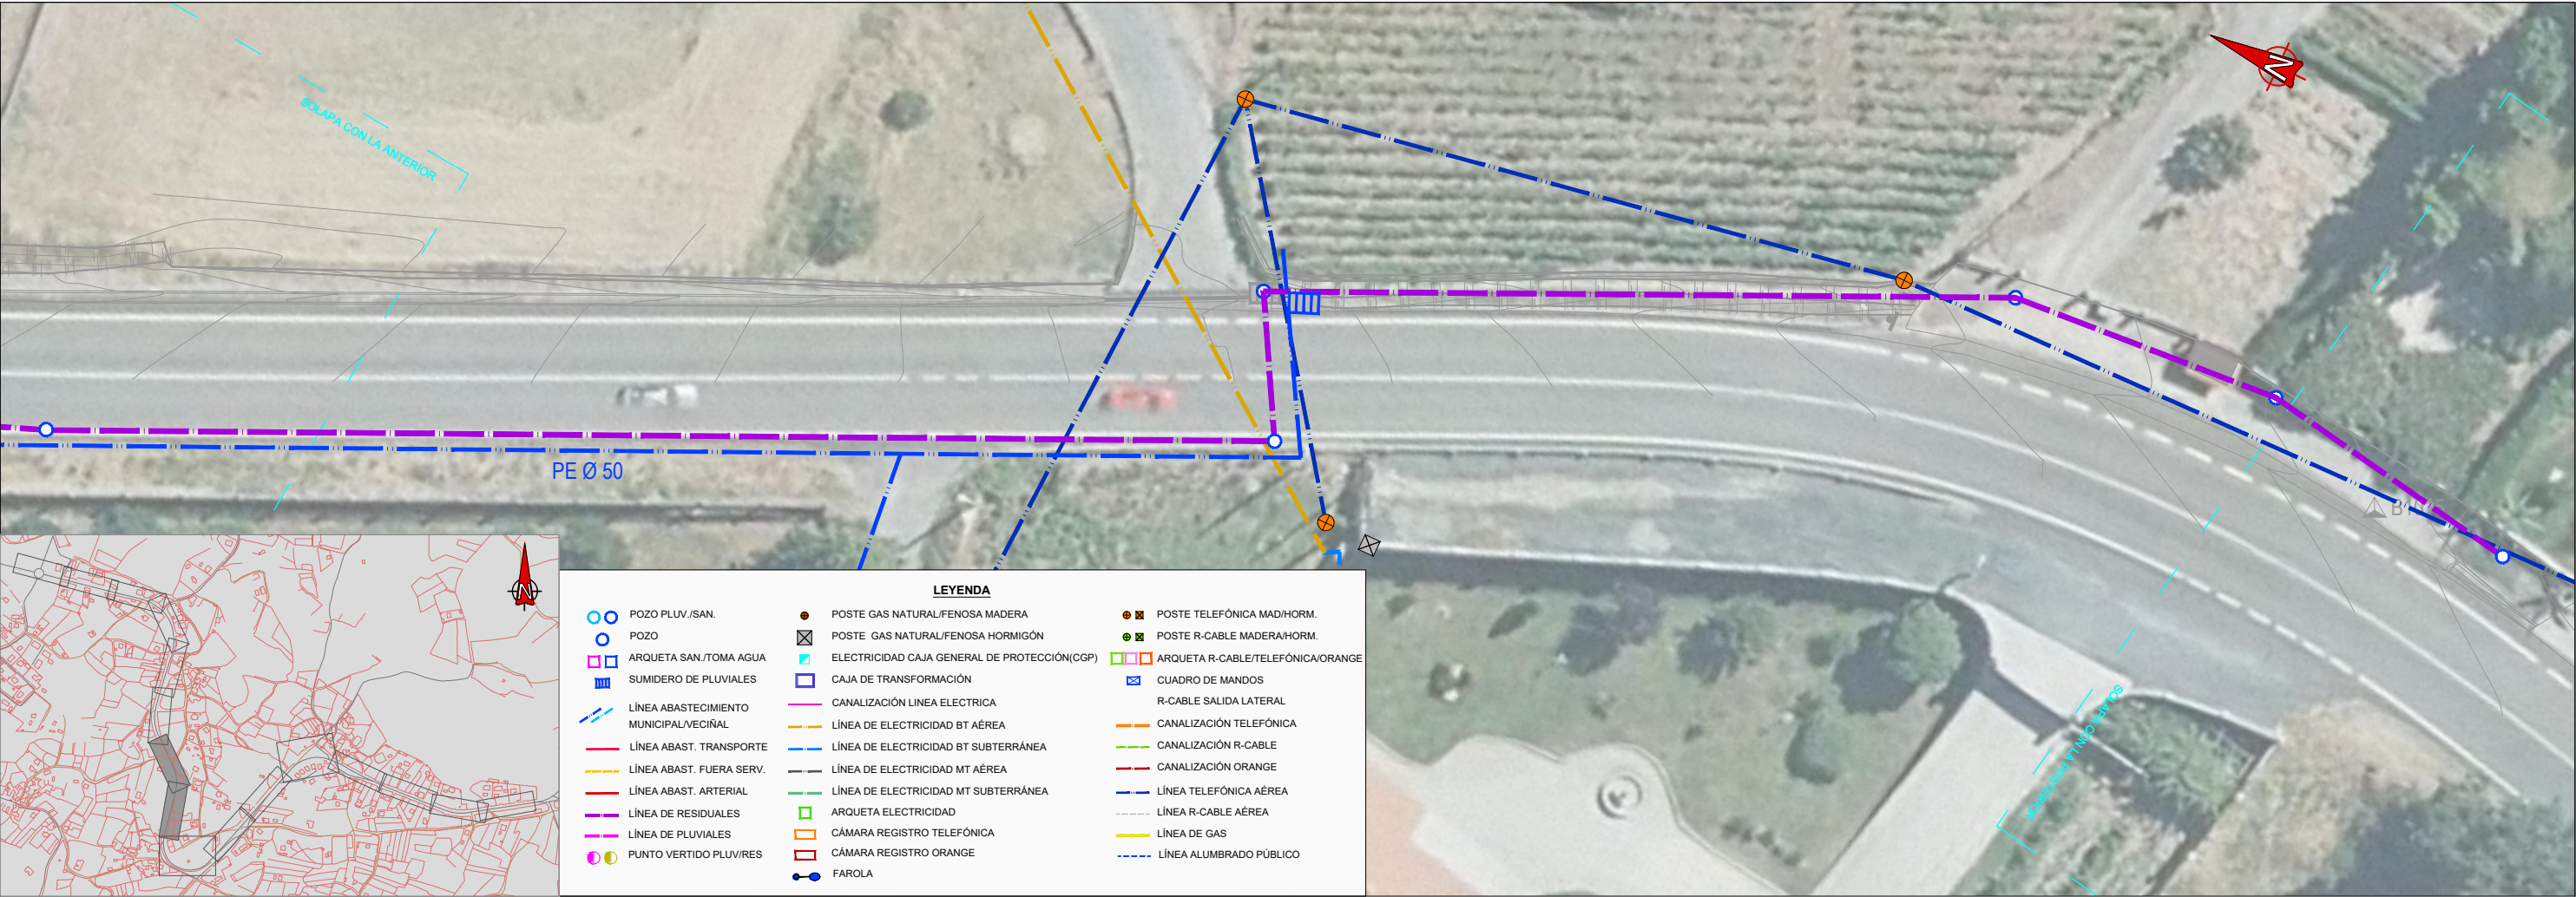 SOLAPA CON LA ANTERIOR
N
PE Ø 50
SOLAPA CON LA POSTERIOR
N
LEYENDA
POZO PLUV./SAN.
POZO
ARQUETA SAN./TOMA AGUA
SUMIDERO DE PLUVIALES
LÍNEA ABASTECIMIENTO
MUNICIPAL/VECIÑAL
LÍNEA ABAST. TRANSPORTE
LÍNEA ABAST. FUERA SERV.
LÍNEA ABAST. ARTERIAL
LÍNEA DE RESIDUALES
LÍNEA DE PLUVIALES
PUNTO VERTIDO PLUV/RES
POSTE GAS NATURAL/FENOSA MADERA
POSTE GAS NATURAL/FENOSA HORMIGÓN
ELECTRICIDAD CAJA GENERAL DE PROTECCIÓN(CGP)
CAJA DE TRANSFORMACIÓN
CANALIZACIÓN LINEA ELECTRICA
LÍNEA DE ELECTRICIDAD BT AÉREA
LÍNEA DE ELECTRICIDAD BT SUBTERRÁNEA
LÍNEA DE ELECTRICIDAD MT AÉREA
LÍNEA DE ELECTRICIDAD MT SUBTERRÁNEA
ARQUETA ELECTRICIDAD
CÁMARA REGISTRO TELEFÓNICA
CÁMARA REGISTRO ORANGE
FAROLA
POSTE TELEFÓNICA MAD/HORM.
POSTE R-CABLE MADERA/HORM.
ARQUETA R-CABLE/TELEFÓNICA/ORANGE
CUADRO DE MANDOS
R-CABLE SALIDA LATERAL
CANALIZACIÓN TELEFÓNICA
CANALIZACIÓN R-CABLE
CANALIZACIÓN ORANGE
LÍNEA TELEFÓNICA AÉREA
LÍNEA R-CABLE AÉREA
LÍNEA DE GAS
LÍNEA ALUMBRADO PÚBLICO